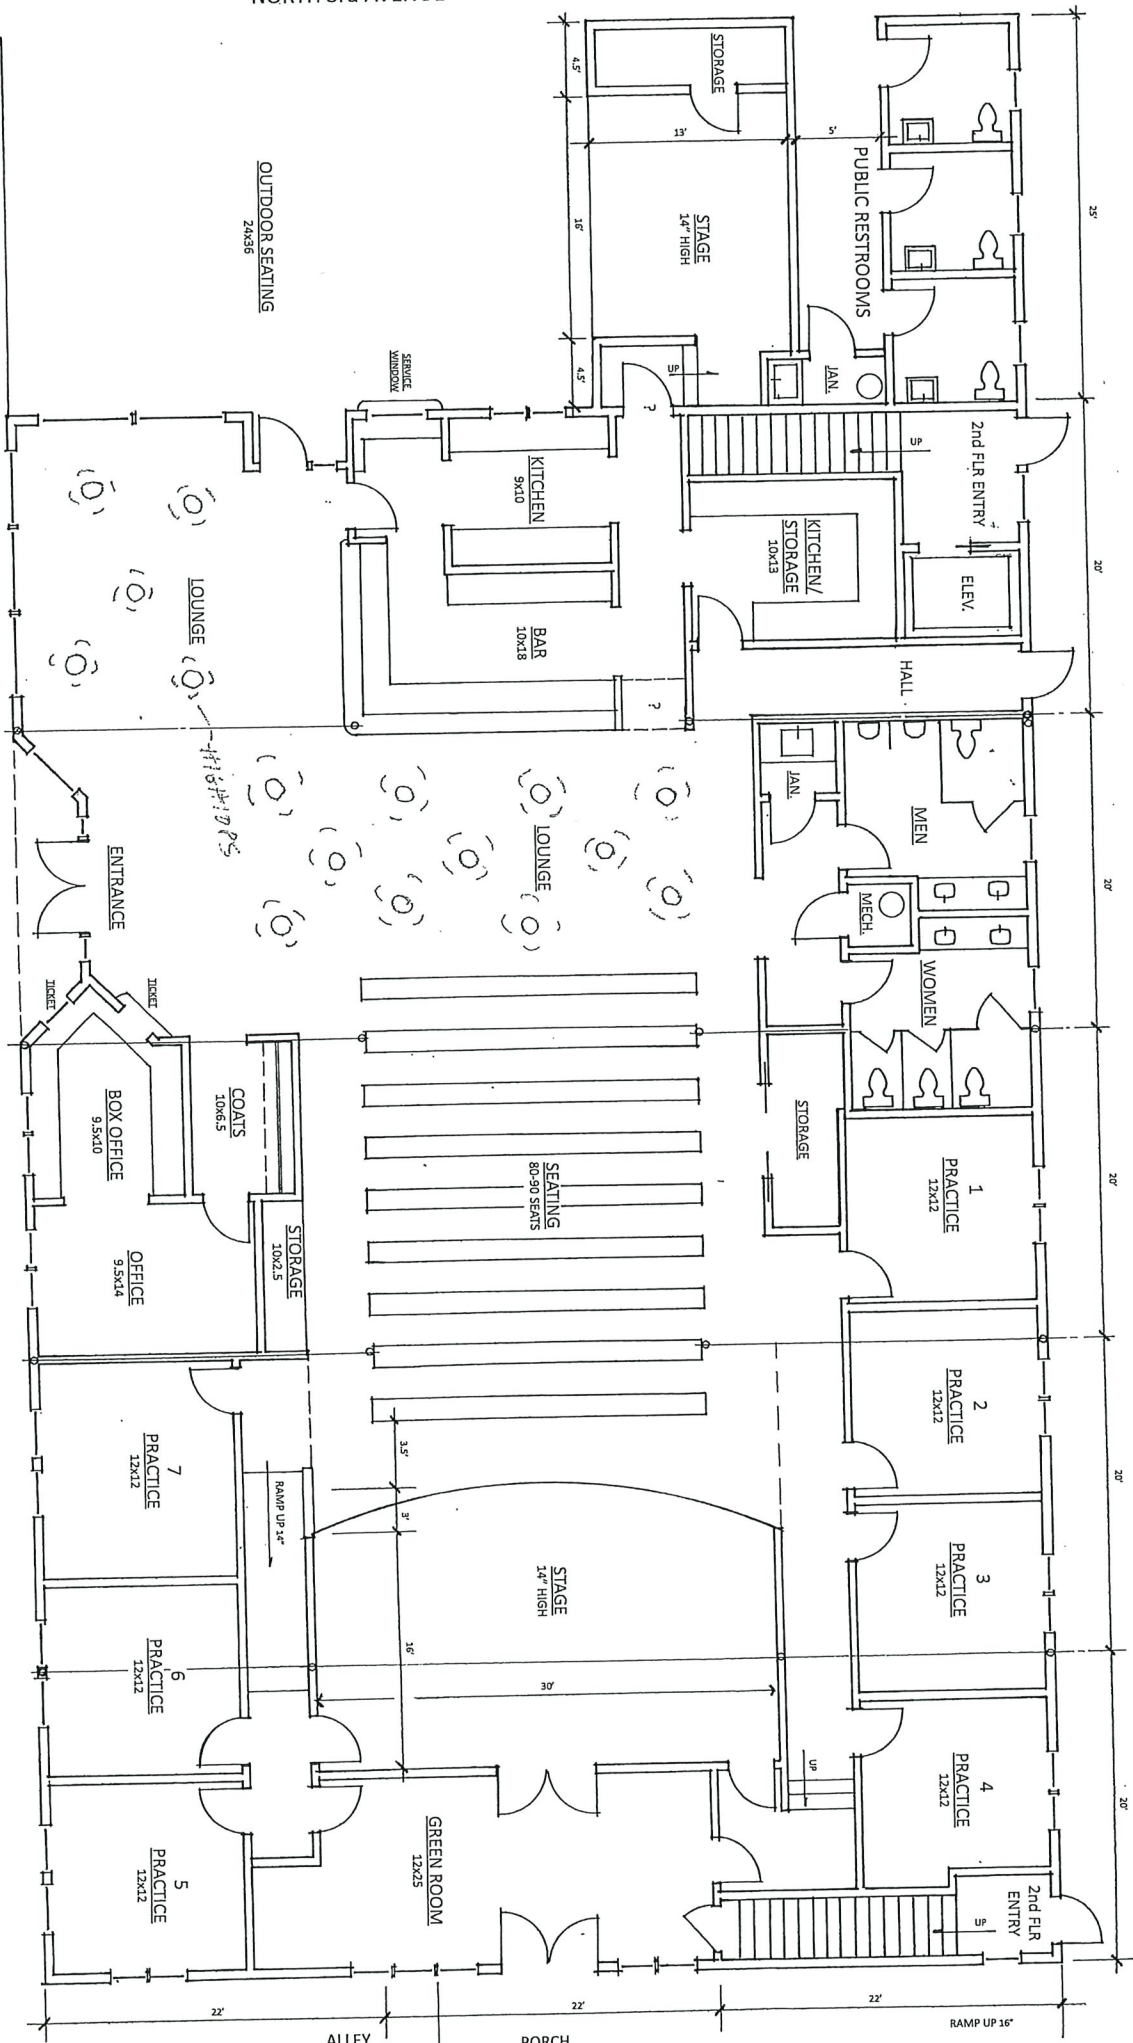 STORAGE
4.5'
13'
5'
16'
4.5'
25'
PUBLIC RESTROOMS
STAGE
14" HIGH
OUTDOOR SEATING
24x36
SERVICE
WINDOW
UP
?
JAN.
2nd FLR ENTRY
UP
KITCHEN
9x10
KITCHEN/
STORAGE
10x13
ELEV.
20'
LOUNGE
BAR
10x18
?
HALL
HIGHTOPS
JAN.
MEN
20'
ENTRANCE
LOUNGE
MECH.
WOMEN
TICKET
TICKET
COATS
10x6.5
BOX OFFICE
9.5x10
STORAGE
SEATING
80-90 SEATS
1
PRACTICE
12x12
20'
OFFICE
9.5x14
STORAGE
10x2.5
2
PRACTICE
12x12
20'
7
PRACTICE
12x12
RAMP UP 14"
3.5'
3'
16'
30'
STAGE
14" HIGH
3
PRACTICE
12x12
6
PRACTICE
12x12
UP
4
PRACTICE
12x12
20'
5
PRACTICE
12x12
GREEN ROOM
12x25
2nd FLR
ENTRY
UP
22'
22'
22'
RAMP UP 16"
ALLEY
PORCH